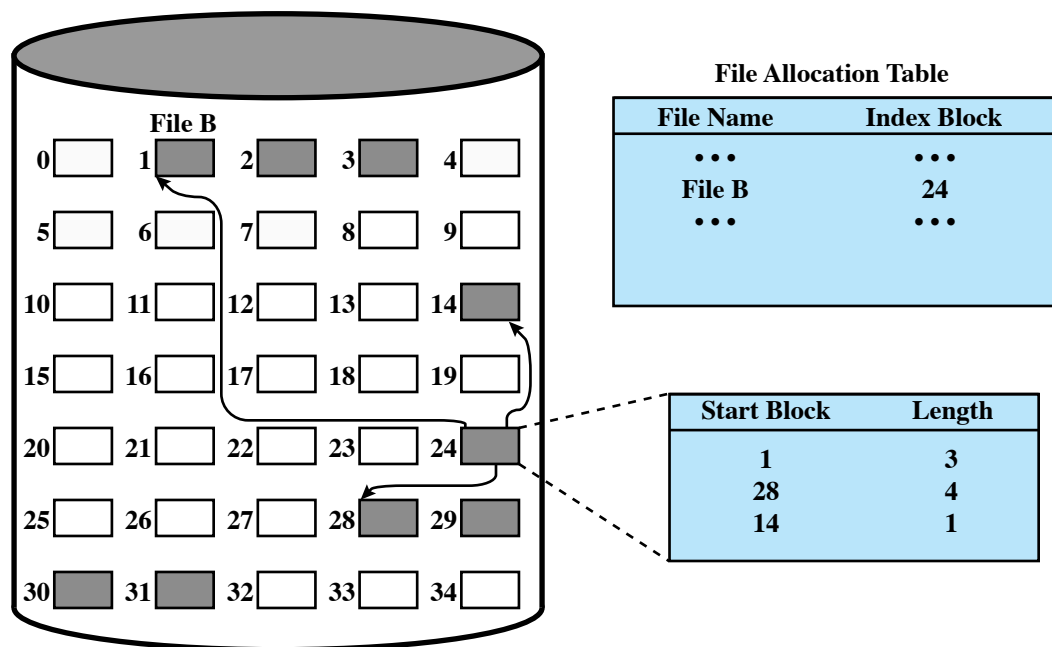 File Allocation Table
File Name Index Block
••• •••
File B 24
••• •••
File B
0 1 2 3 4
5 6 7 8 9
10 11 12 13 14
15 16 17 18 19
20 21 22 23 24
25 26 27 28 29
30 31 32 33 34
Start Block Length
1 3
28 4
14 1